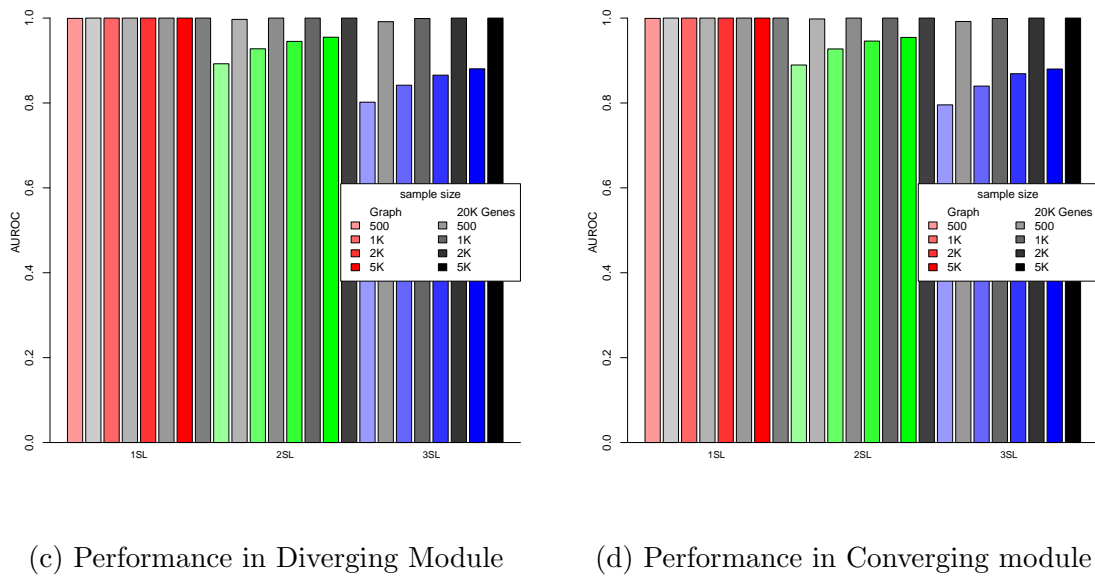 1.0
0.8
0.6
0.4
0.2
0.0
AUROC
1SL 2SL 3SL
sample size
Graph 20K Genes
500 500
1K 1K
2K 2K
5K 5K
(c) Performance in Diverging Module
1.0
0.8
0.6
0.4
0.2
0.0
AUROC
1SL 2SL 3SL
sample size
Graph 20K Genes
500 500
1K 1K
2K 2K
5K 5K
(d) Performance in Converging module